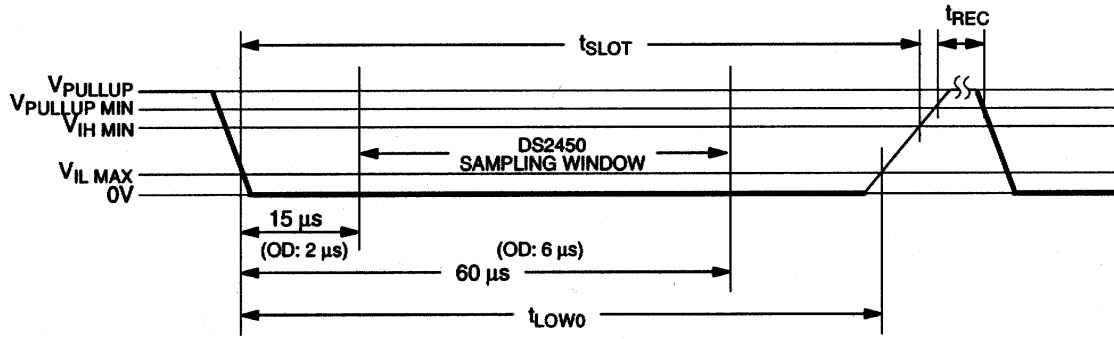 tREC
tSLOT
VPULLUP
VPULLUP MIN
VIH MIN
DS2450
SAMPLING WINDOW
VIL MAX
0V
15 µs
(OD: 2 µs)
(OD: 6 µs)
60 µs
tLOW0